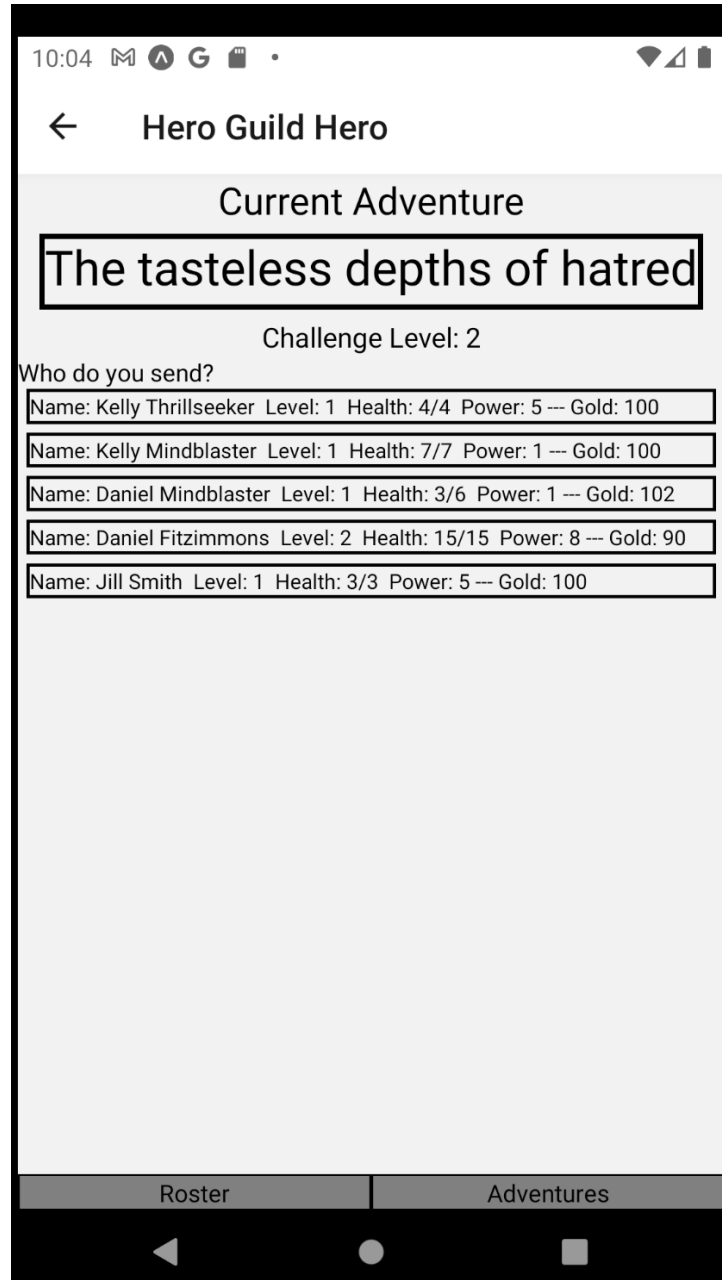 10:04
Hero Guild Hero
Current Adventure
The tasteless depths of hatred
Challenge Level: 2
Who do you send?
Name: Kelly Thrillseeker Level: 1 Health: 4/4 Power: 5 --- Gold: 100
Name: Kelly Mindblaster Level: 1 Health: 7/7 Power: 1 --- Gold: 100
Name: Daniel Mindblaster Level: 1 Health: 3/6 Power: 1 --- Gold: 102
Name: Daniel Fitzimmons Level: 2 Health: 15/15 Power: 8 --- Gold: 90
Name: Jill Smith Level: 1 Health: 3/3 Power: 5 --- Gold: 100
Roster Adventures